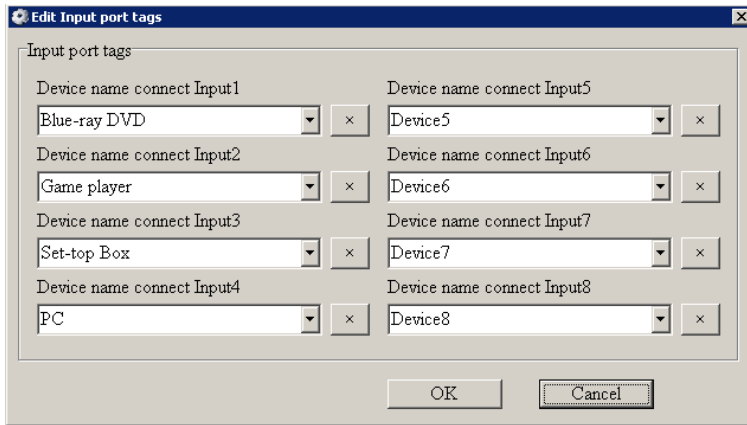 Edit Input port tags
Input port tags
Device name connect Input1
Blue-ray DVD
×
Device name connect Input2
Game player
×
Device name connect Input3
Set-top Box
×
Device name connect Input4
PC
×
Device name connect Input5
Device5
×
Device name connect Input6
Device6
×
Device name connect Input7
Device7
×
Device name connect Input8
Device8
×
OK
Cancel